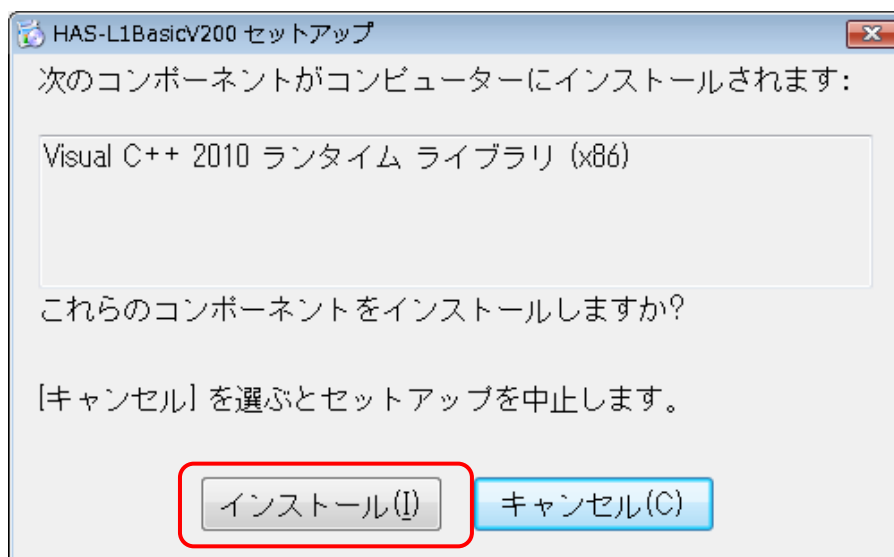 HAS-L1BasicV200 セットアップ
次のコンポーネントがコンピューターにインストールされます:
Visual C++ 2010 ランタイム ライブラリ (x86)
これらのコンポーネントをインストールしますか?
[キャンセル] を選ぶとセットアップを中止します。
インストール(I) キャンセル(C)